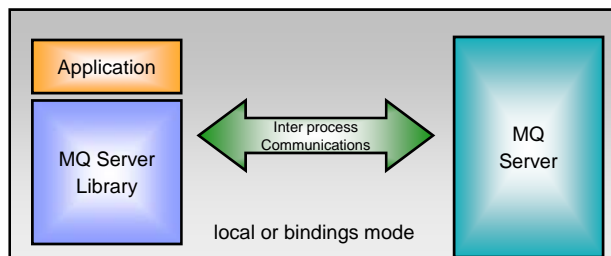 Application
MQ Server
Library
Inter process
Communications
MQ
Server
local or bindings mode